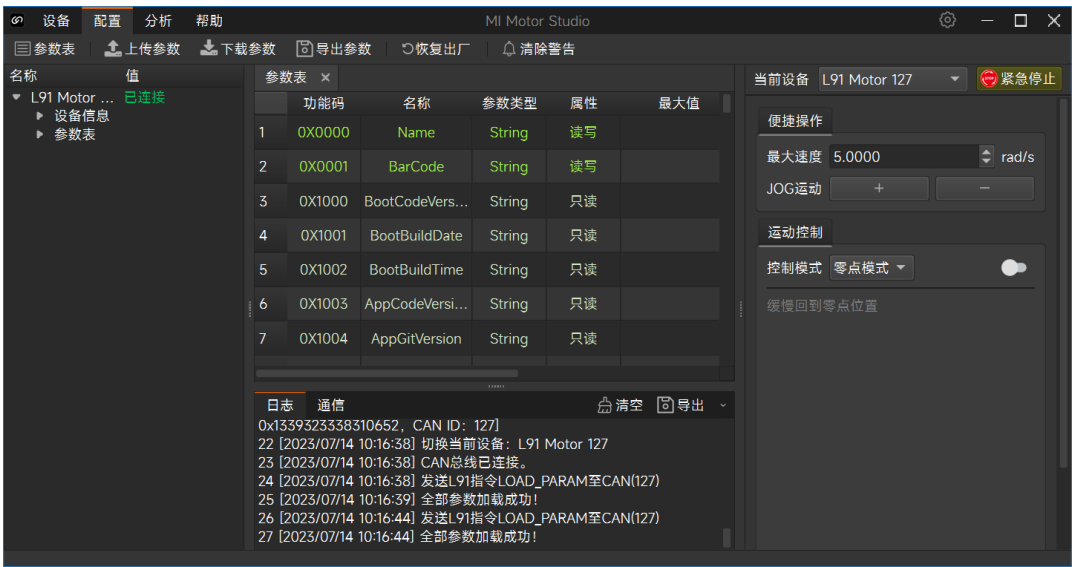 设备 配置 分析 帮助 MI Motor Studio
参数表 上传参数 下载参数 导出参数 恢复出厂 清除警告
名称 值
L91 Motor ... 已连接
设备信息
参数表
参数表 ×
功能码 名称 参数类型 属性 最大值
1 0X0000 Name String 读写
2 0X0001 BarCode String 读写
3 0X1000 BootCodeVers... String 只读
4 0X1001 BootBuildDate String 只读
5 0X1002 BootBuildTime String 只读
6 0X1003 AppCodeVersi... String 只读
7 0X1004 AppGitVersion String 只读
日志 通信 清空 导出
0x1339323338310652, CAN ID: 127]
22 [2023/07/14 10:16:38] 切换当前设备: L91 Motor 127
23 [2023/07/14 10:16:38] CAN总线已连接。
24 [2023/07/14 10:16:38] 发送L91指令LOAD_PARAM至CAN(127)
25 [2023/07/14 10:16:39] 全部参数加载成功!
26 [2023/07/14 10:16:44] 发送L91指令LOAD_PARAM至CAN(127)
27 [2023/07/14 10:16:44] 全部参数加载成功!
当前设备 L91 Motor 127 紧急停止
便捷操作
最大速度 5.0000 rad/s
JOG运动 + −
运动控制
控制模式 零点模式
缓慢回到零点位置